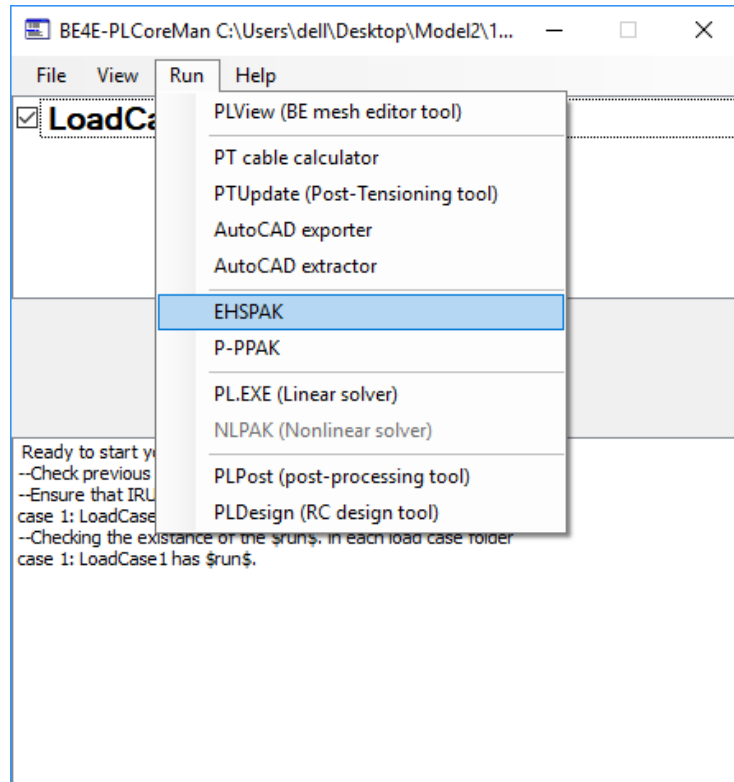 BE4E-PLCoreMan C:\Users\dell\Desktop\Model2\1...
File View Run Help
LoadCa
PLView (BE mesh editor tool)
PT cable calculator
PTUpdate (Post-Tensioning tool)
AutoCAD exporter
AutoCAD extractor
EHSPAK
P-PPAK
PL.EXE (Linear solver)
NLPAK (Nonlinear solver)
PLPost (post-processing tool)
PLDesign (RC design tool)
Ready to start y
--Check previous
--Ensure that IRU
case 1: LoadCase
--Checking the existance of the $run$. in each load case folder
case 1: LoadCase1 has $run$.